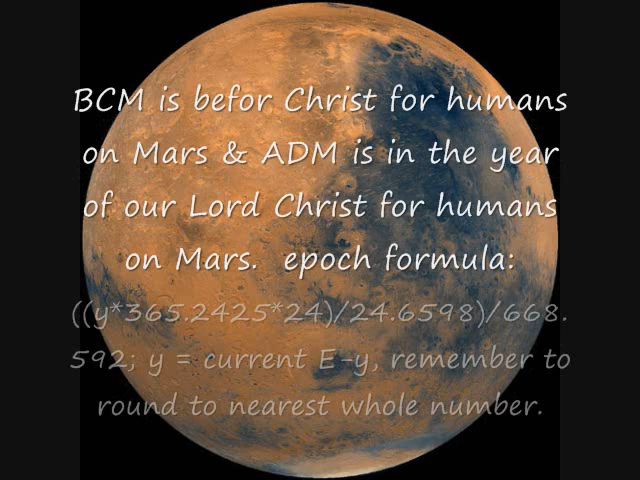 BCM is befor Christ for humans
on Mars & ADM is in the year
of our Lord Christ for humans
on Mars. epoch formula:
((y*365.2425*24)/24.6598)/668.
592; y = current E-y, remember to
round to nearest whole number.